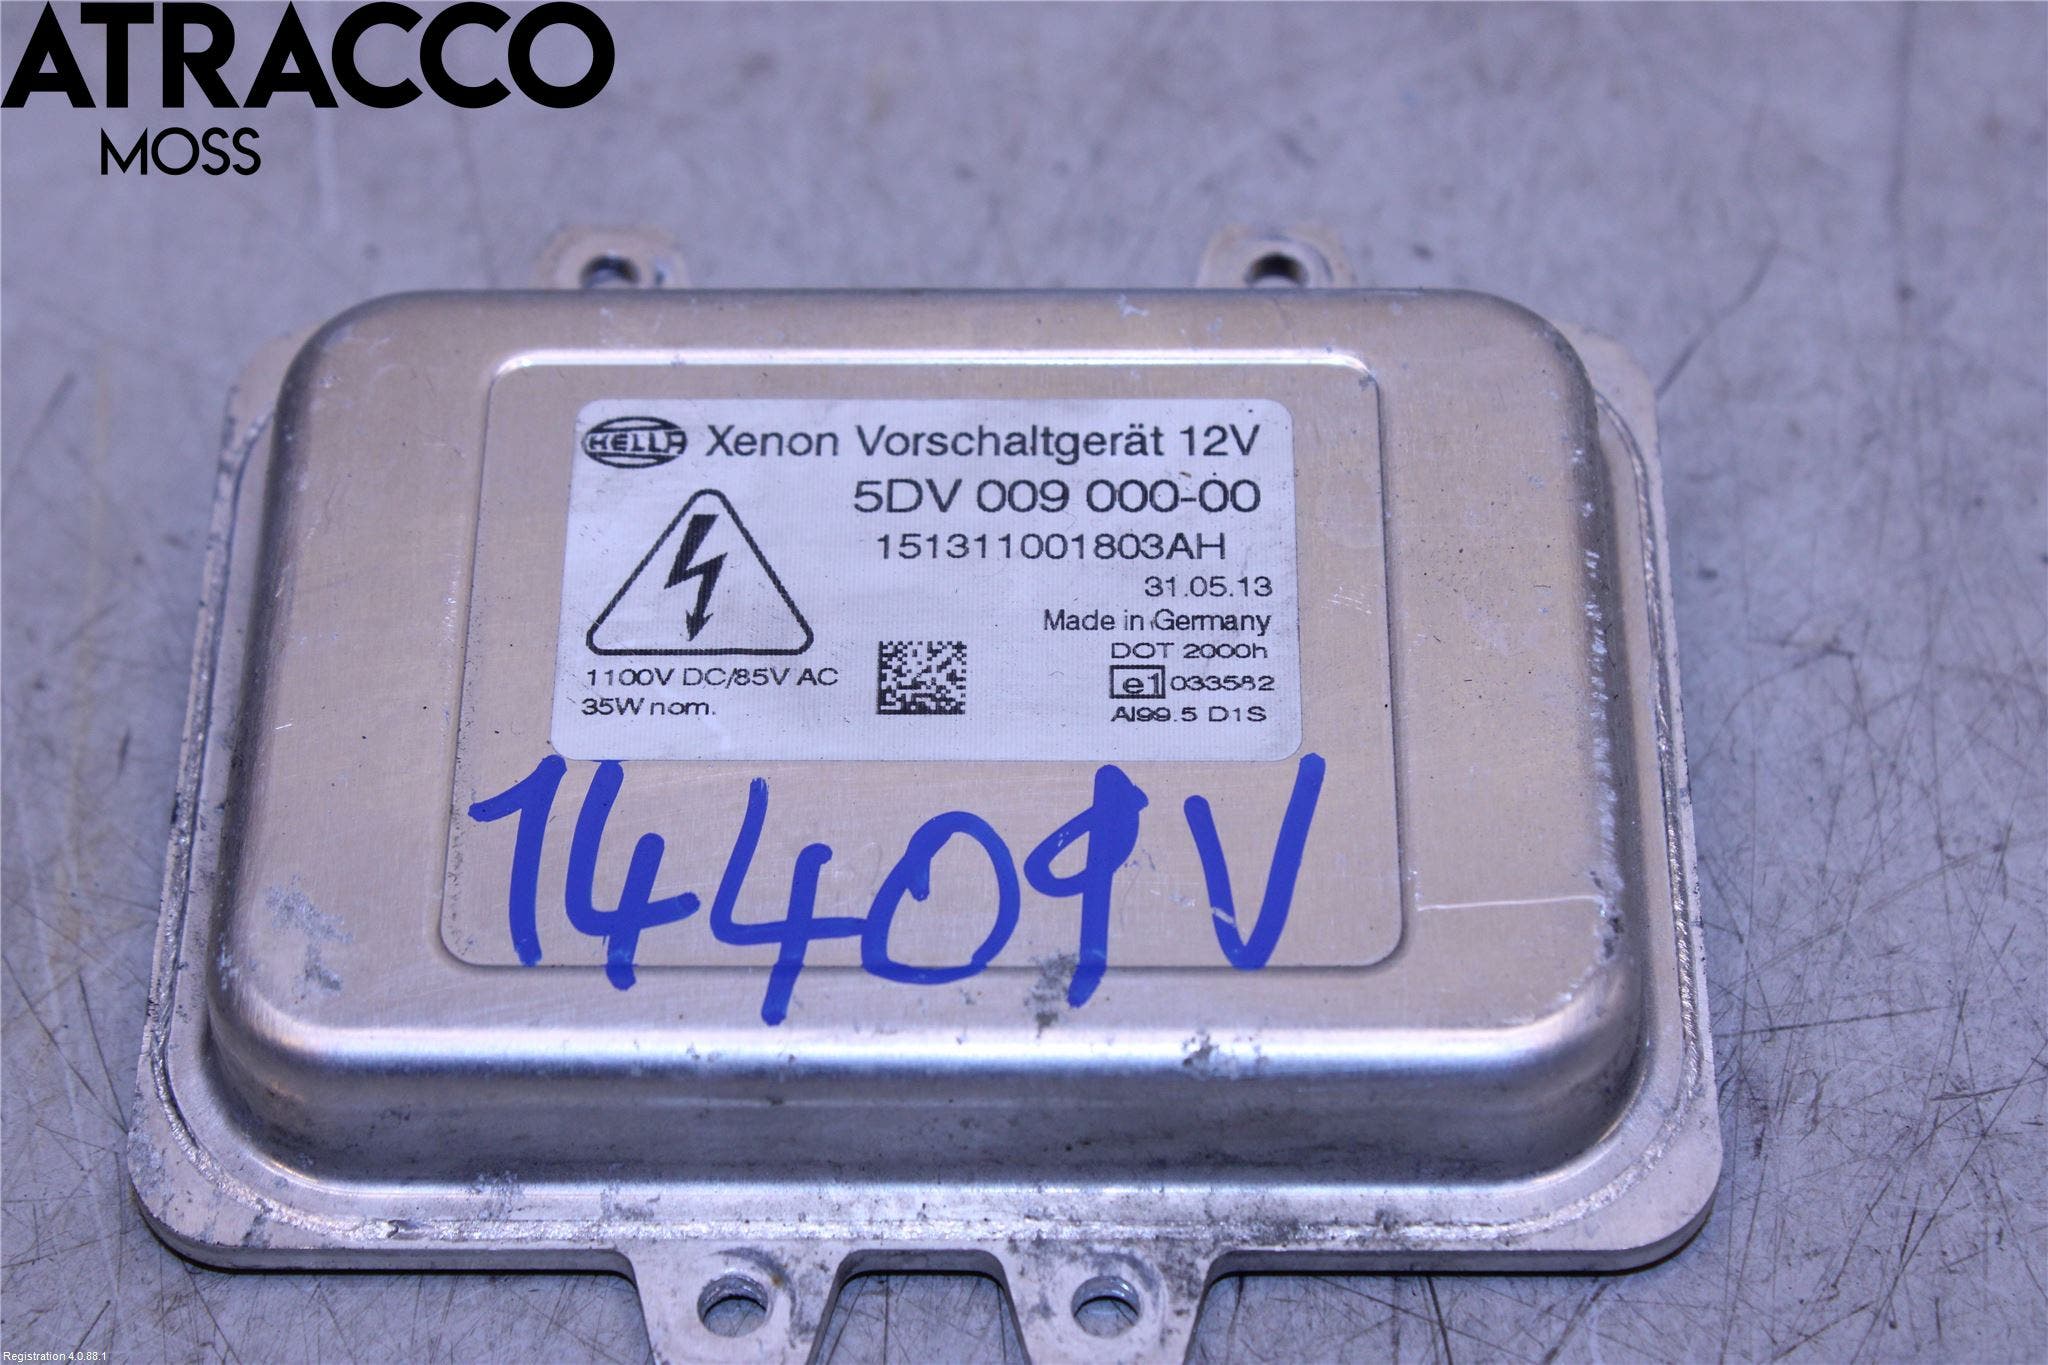 ATRACCO
MOSS
HELLA Xenon Vorschaltgerät 12V
5DV 009 000-00
151311001803AH
31.05.13
Made in Germany
DOT 2000h
1100V DC/85V AC
e1 033582
35W nom.
AI99.5 D1S
14409V
Registration 4.0.88.1